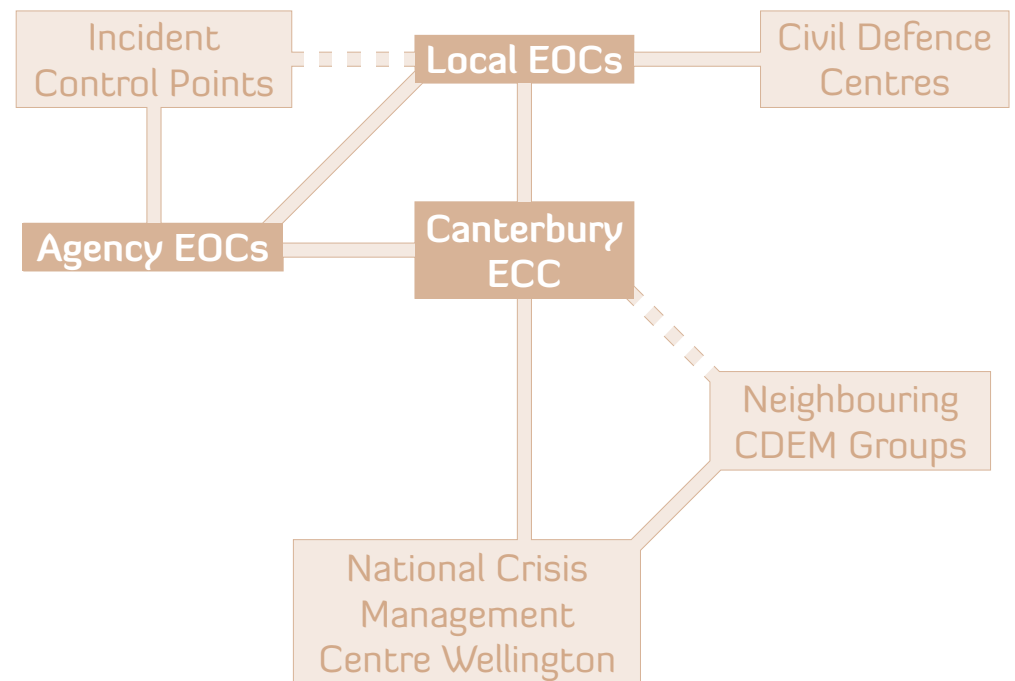 Incident
Control Points
Local EOCs
Civil Defence
Centres
Agency EOCs
Canterbury
ECC
Neighbouring
CDEM Groups
National Crisis
Management
Centre Wellington